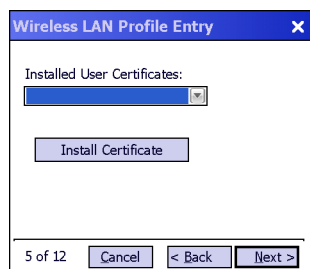 Wireless LAN Profile Entry X
Installed User Certificates:
Install Certificate
5 of 12 Cancel < Back Next >